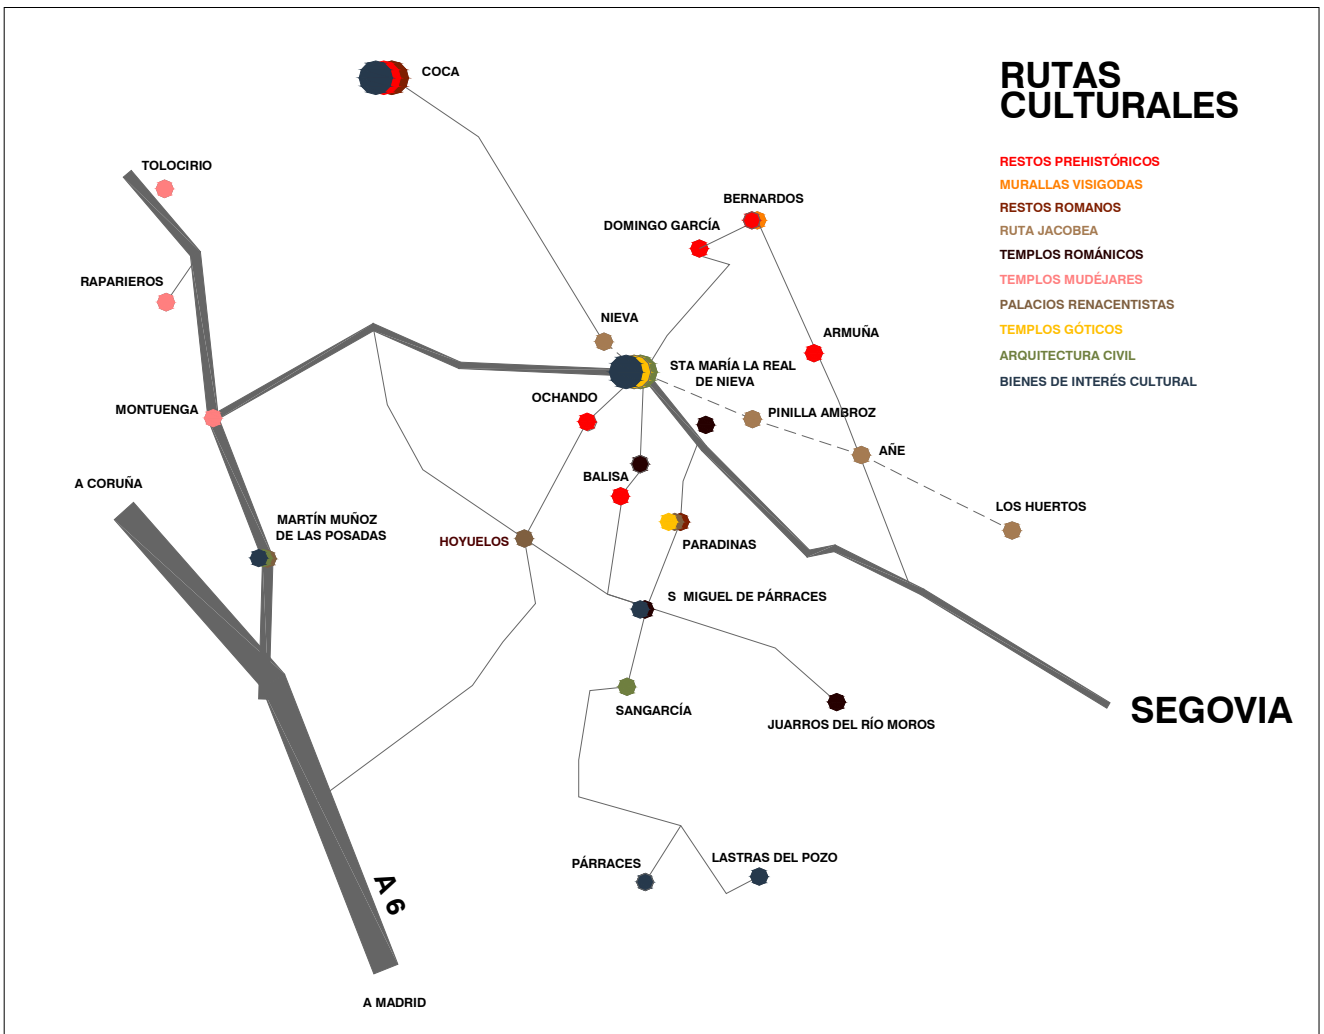 RUTAS
CULTURALES
RESTOS PREHISTÓRICOS
MURALLAS VISIGODAS
RESTOS ROMANOS
RUTA JACOBEA
TEMPLOS ROMÁNICOS
TEMPLOS MUDÉJARES
PALACIOS RENACENTISTAS
TEMPLOS GÓTICOS
ARQUITECTURA CIVIL
BIENES DE INTERÉS CULTURAL
COCA
TOLOCIRIO
BERNARDOS
DOMINGO GARCÍA
RAPARIEROS
NIEVA
ARMUÑA
STA MARÍA LA REAL
DE NIEVA
OCHANDO
MONTUENGA
PINILLA AMBROZ
AÑE
BALISA
A CORUÑA
LOS HUERTOS
MARTÍN MUÑOZ
DE LAS POSADAS
HOYUELOS
PARADINAS
S MIGUEL DE PÁRRACES
SANGARCÍA
SEGOVIA
JUARROS DEL RÍO MOROS
PÁRRACES
LASTRAS DEL POZO
A 6
A MADRID